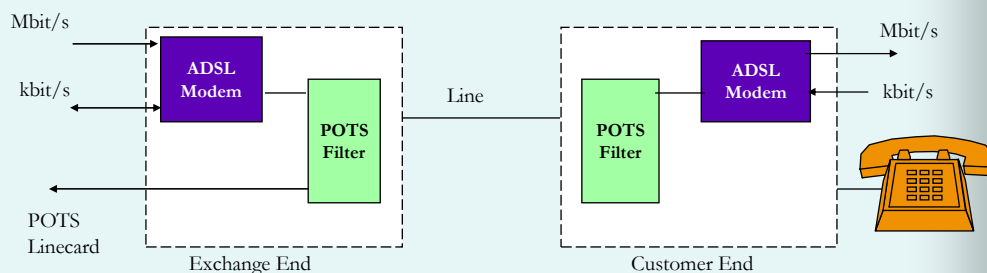 Mbit/s
kbit/s
ADSL
Modem
POTS
Filter
POTS
Linecard
Exchange End
Line
POTS
Filter
ADSL
Modem
Mbit/s
kbit/s
Customer End